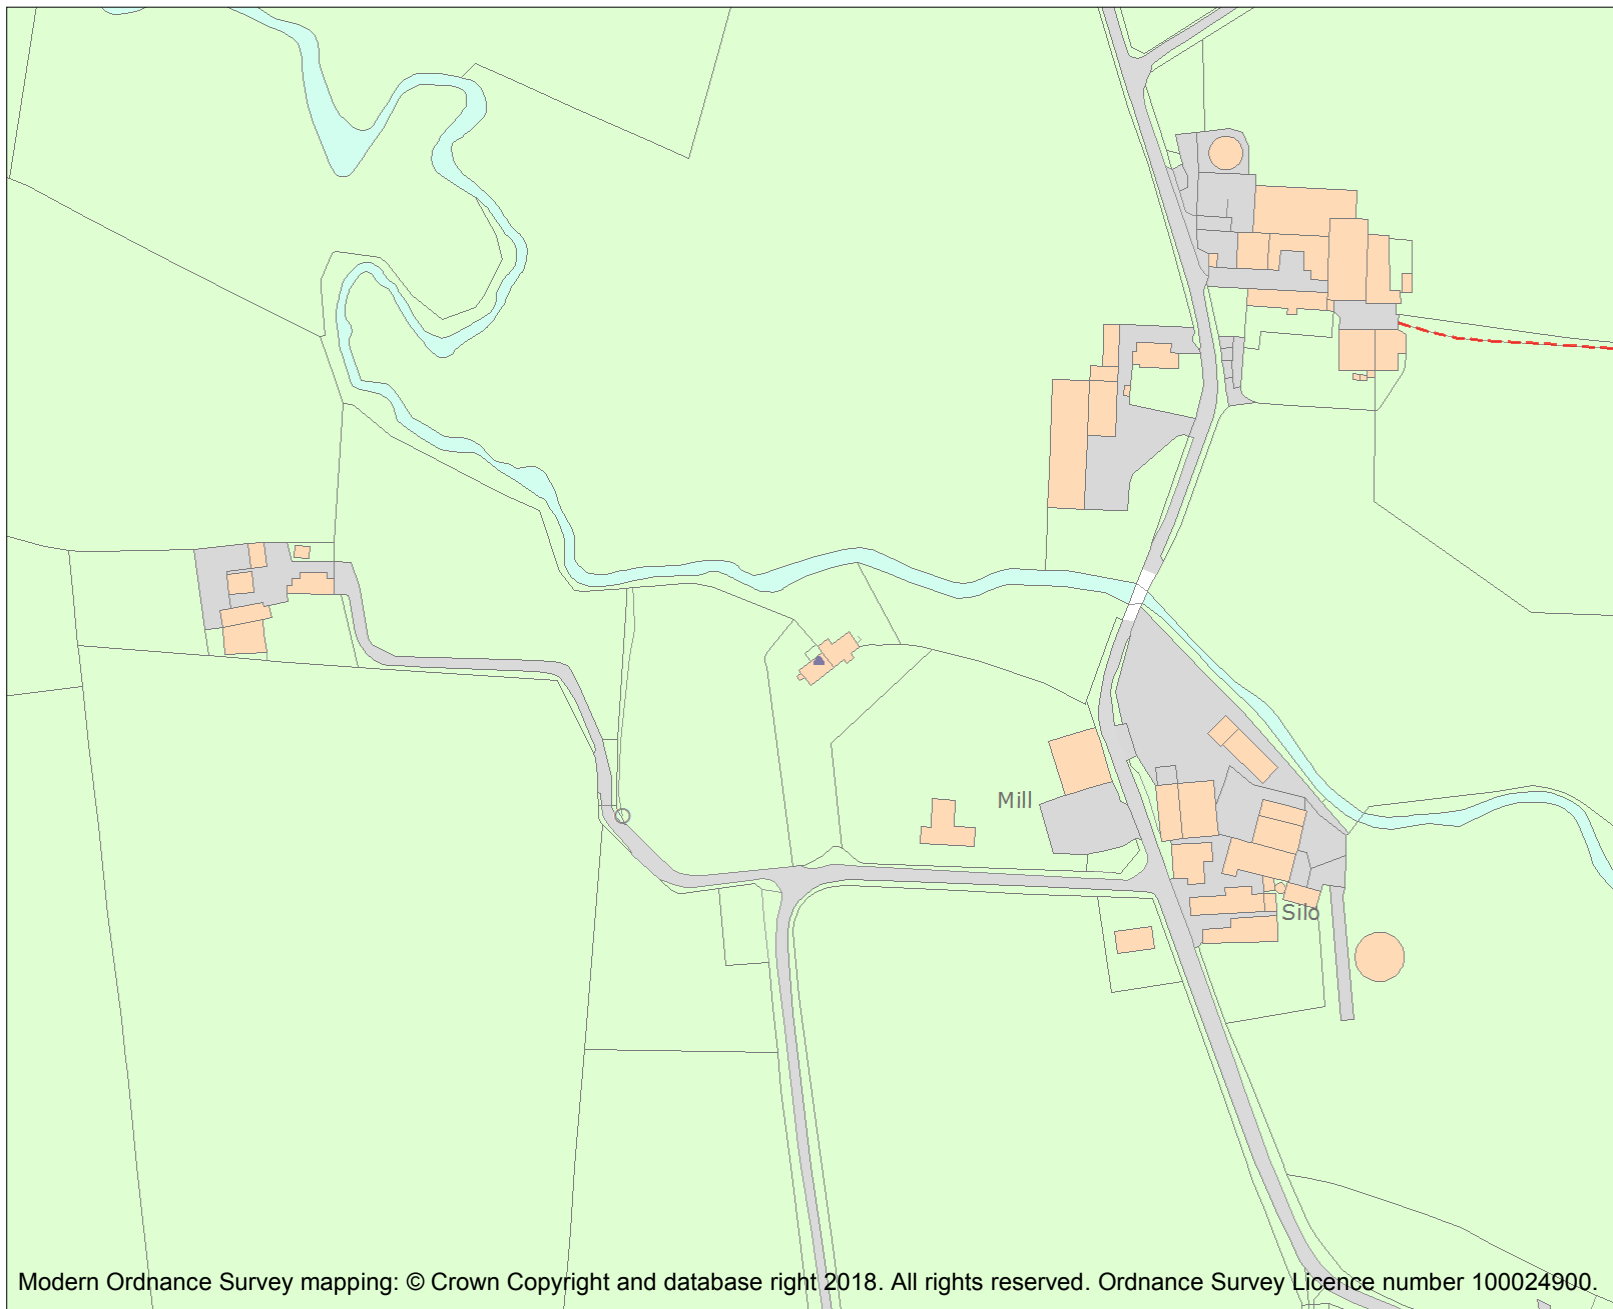 Mill
Silo
Modern Ordnance Survey mapping: © Crown Copyright and database right 2018. All rights reserved. Ordnance Survey Licence number 100024900.